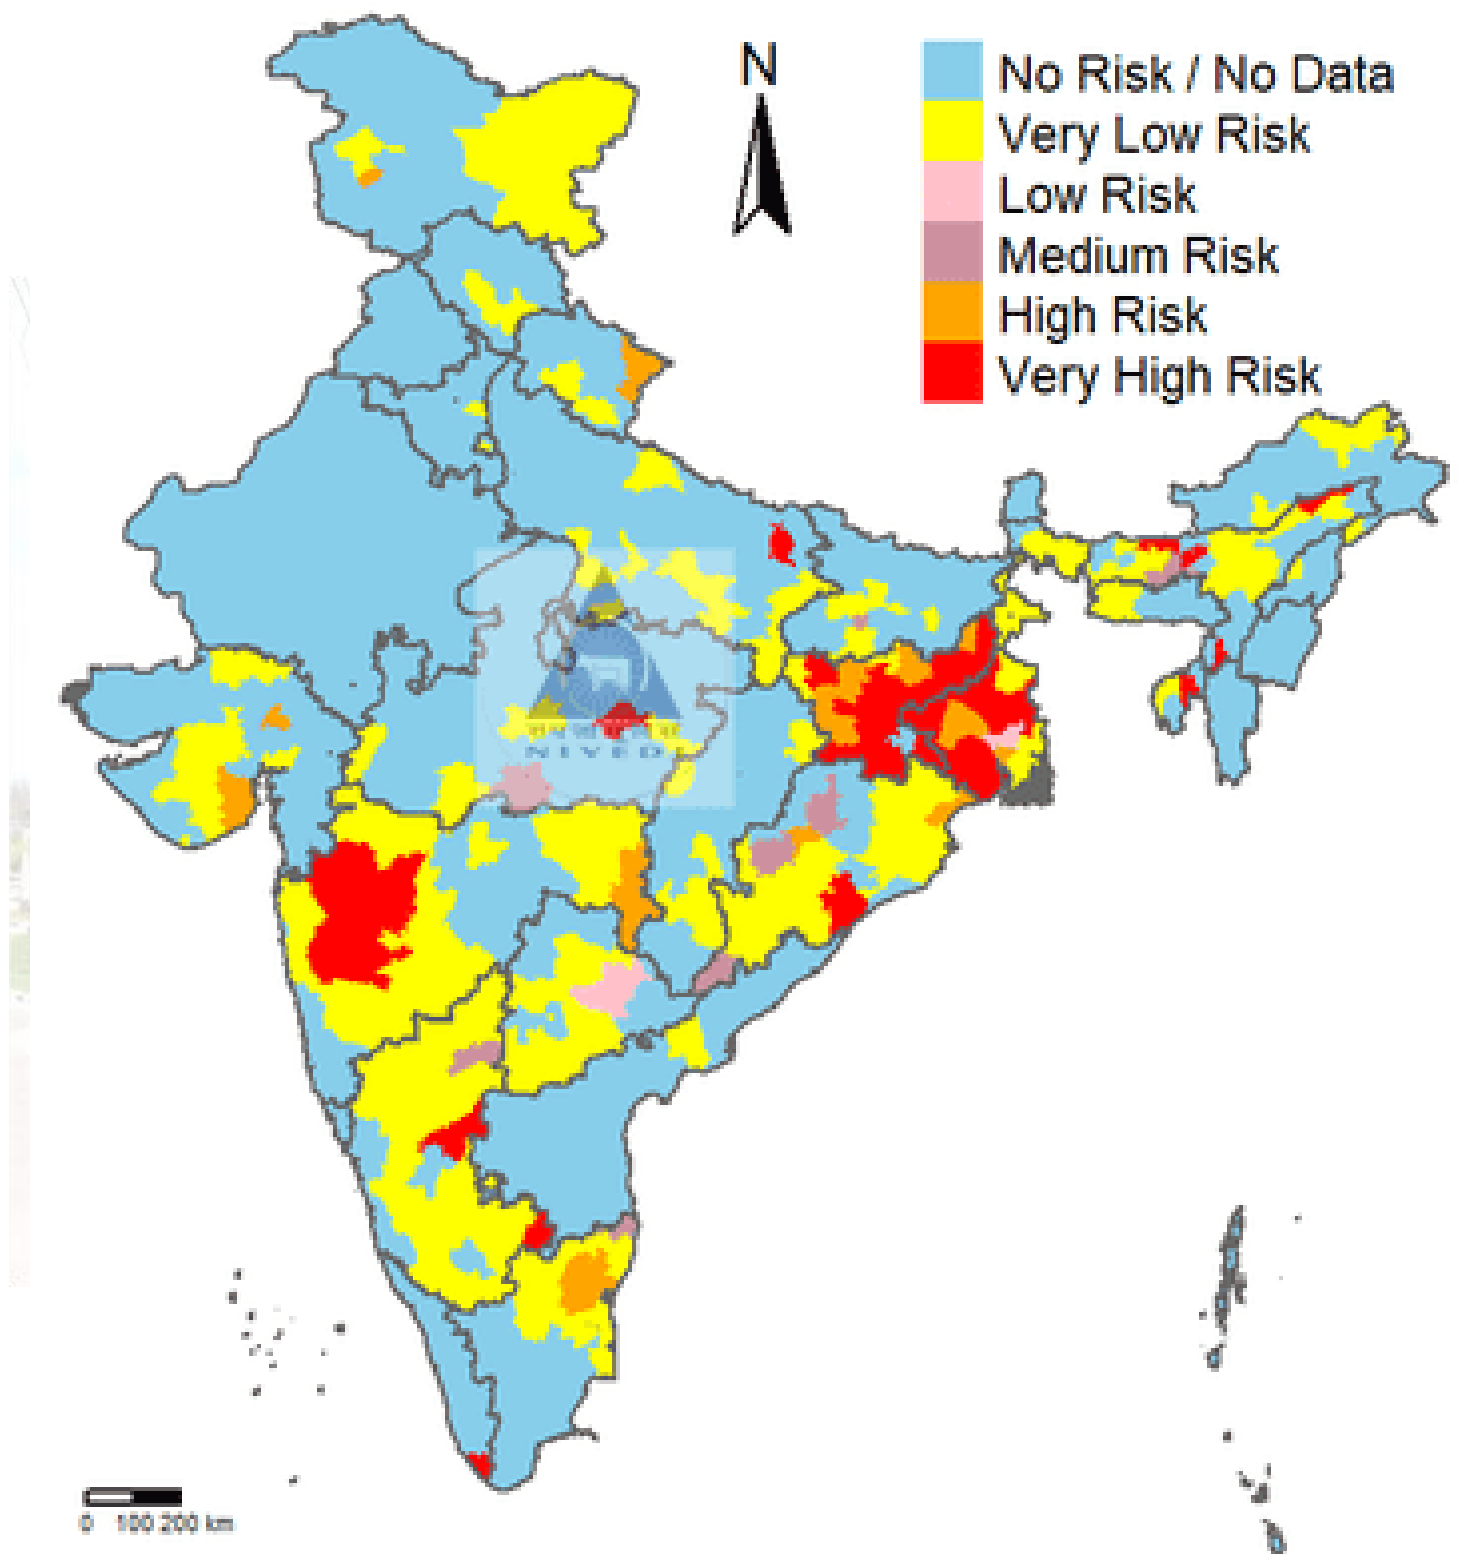 N
No Risk / No Data
Very Low Risk
Low Risk
Medium Risk
High Risk
Very High Risk
NIVEDI
0 100 200 km